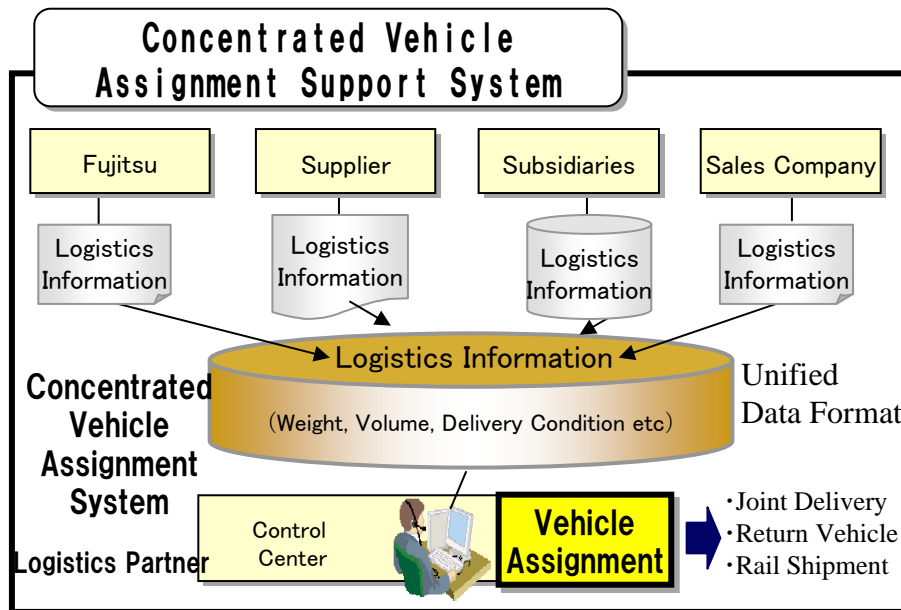 Concentrated Vehicle
Assignment Support System
Fujitsu
Supplier
Subsidiaries
Sales Company
Logistics
Information
Logistics
Information
Logistics
Information
Logistics
Information
Logistics Information
(Weight, Volume, Delivery Condition etc)
Unified
Data Format
Concentrated
Vehicle
Assignment
System
Logistics Partner
Control
Center
Vehicle
Assignment
・Joint Delivery
・Return Vehicle
・Rail Shipment